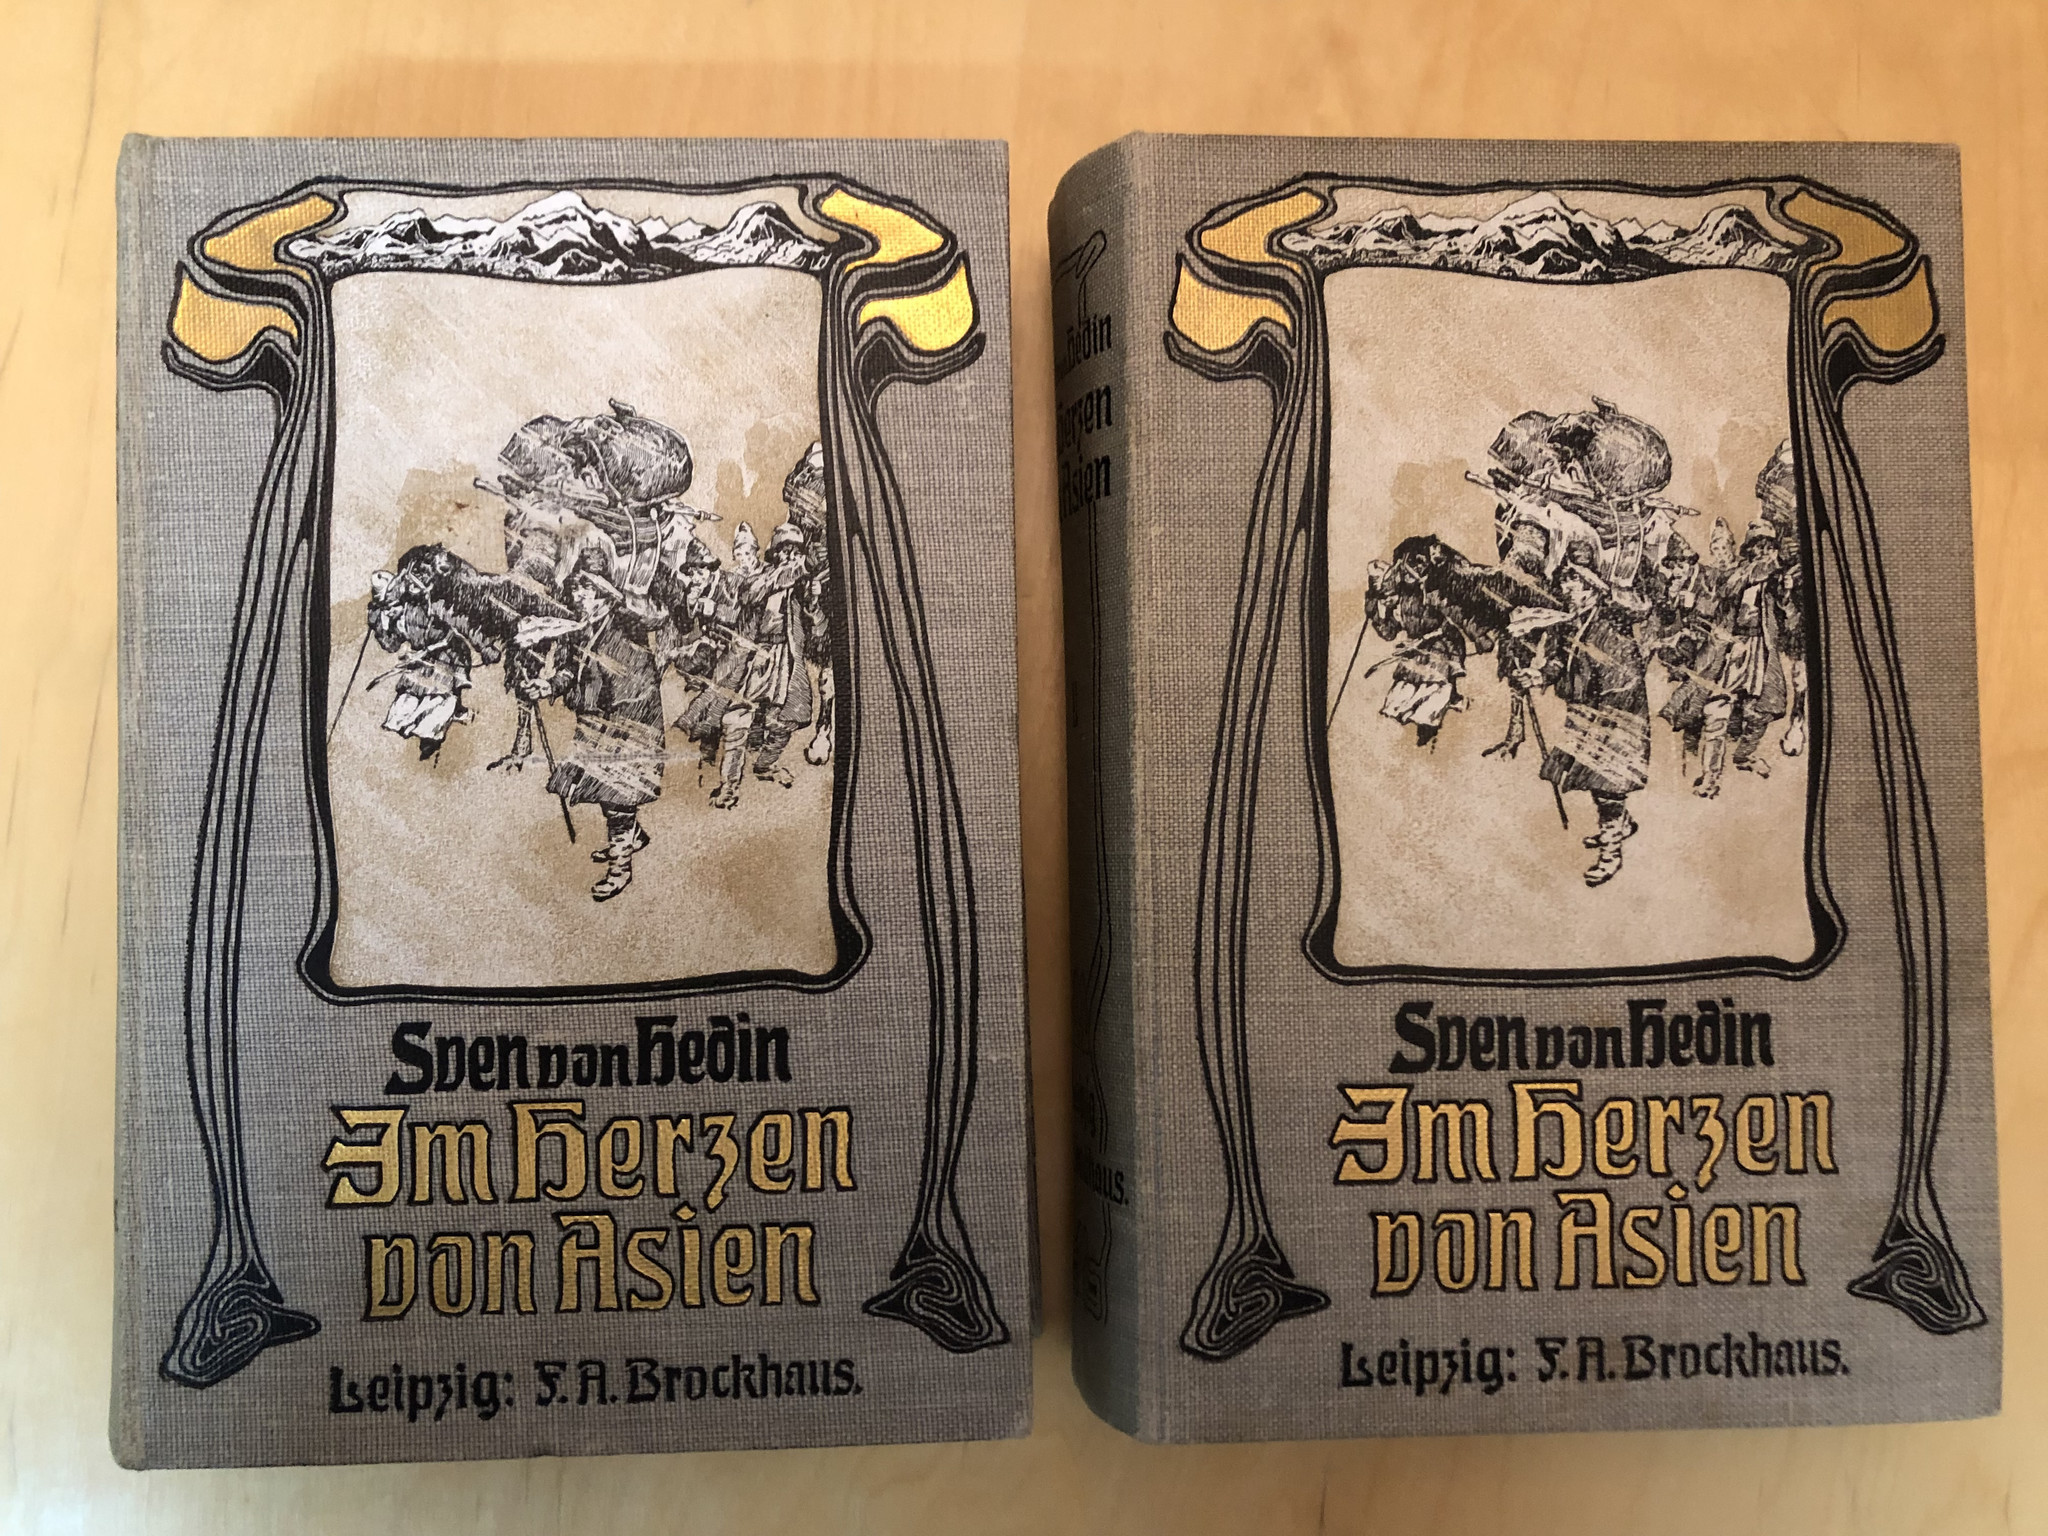 Sven von Hedin
Im Herzen
von Asien
Leipzig: F. A. Brockhaus.
Hedin
Herzen
Asien
Sven von Hedin
Im Herzen
von Asien
Leipzig: F. A. Brockhaus.